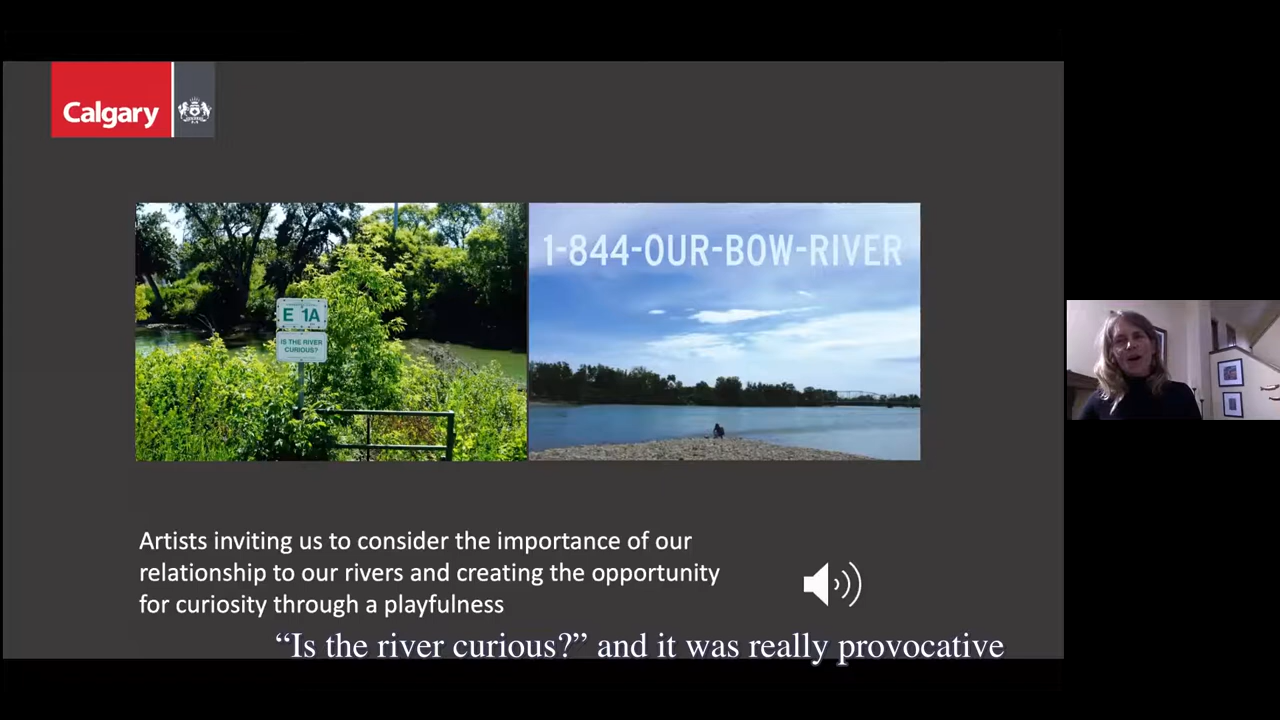 Calgary
1-844-OUR-BOW-RIVER
E 1A
IS THE RIVER
CURIOUS?
Artists inviting us to consider the importance of our
relationship to our rivers and creating the opportunity
for curiosity through a playfulness
“Is the river curious?” and it was really provocative